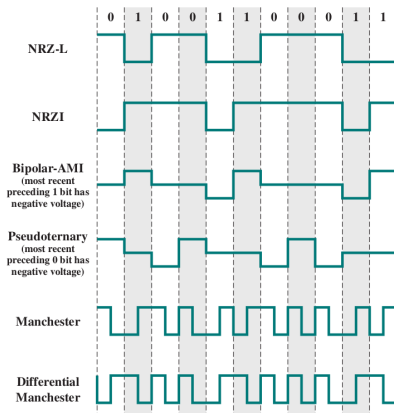 0 1 0 0 1 1 0 0 0 1 1
NRZ-L
NRZI
Bipolar-AMI
(most recent
preceding 1 bit has
negative voltage)
Pseudoternary
(most recent
preceding 0 bit has
negative voltage)
Manchester
Differential
Manchester